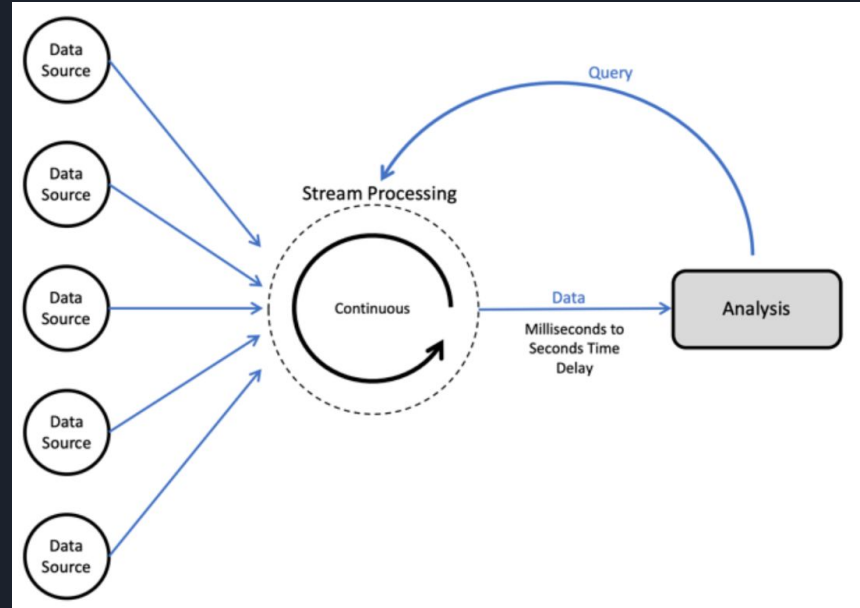 Data
Source
Data
Source
Data
Source
Data
Source
Data
Source
Query
Stream Processing
Continuous
Data
Milliseconds to
Seconds Time
Delay
Analysis